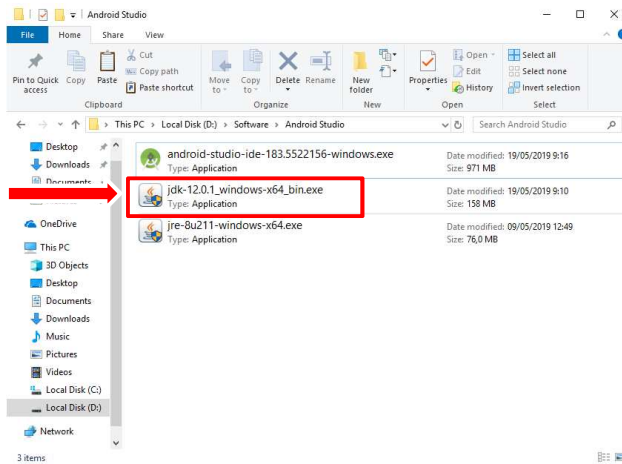 Android Studio
File Home Share View
Pin to Quick access
Copy
Paste
Cut
Copy path
Paste shortcut
Move to
Copy to
Delete
Rename
New folder
Properties
Open
Edit
History
Select all
Select none
Invert selection
Clipboard Organize New Open Select
This PC > Local Disk (D:) > Software > Android Studio
Search Android Studio
Desktop
Downloads
Documents
OneDrive
This PC
3D Objects
Desktop
Documents
Downloads
Music
Pictures
Videos
Local Disk (C:)
Local Disk (D:)
Network
android-studio-ide-183.5522156-windows.exe
Type: Application
Date modified: 19/05/2019 9:16
Size: 971 MB
jdk-12.0.1_windows-x64_bin.exe
Type: Application
Date modified: 19/05/2019 9:10
Size: 158 MB
jre-8u211-windows-x64.exe
Type: Application
Date modified: 09/05/2019 12:49
Size: 76,0 MB
3 items